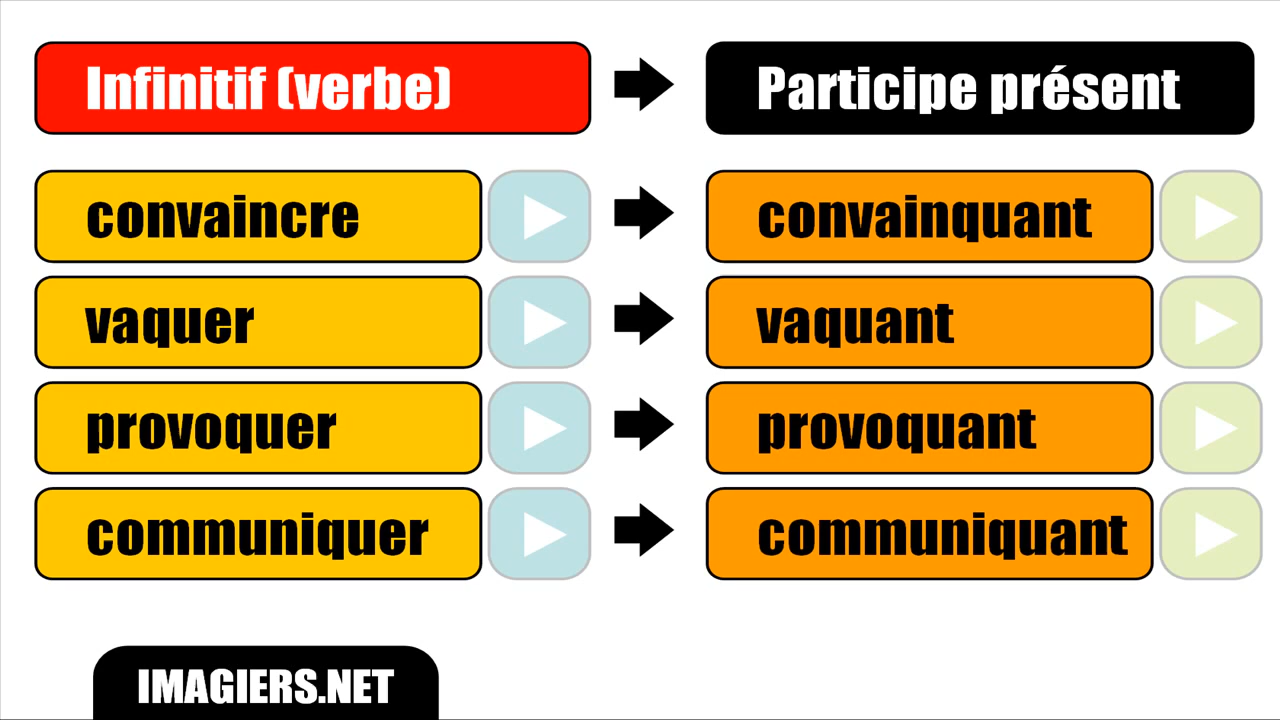 Infinitif (verbe) Participe présent
convaincre convainquant
vaquer vaquant
provoquer provoquant
communiquer communiquant
IMAGIERS.NET